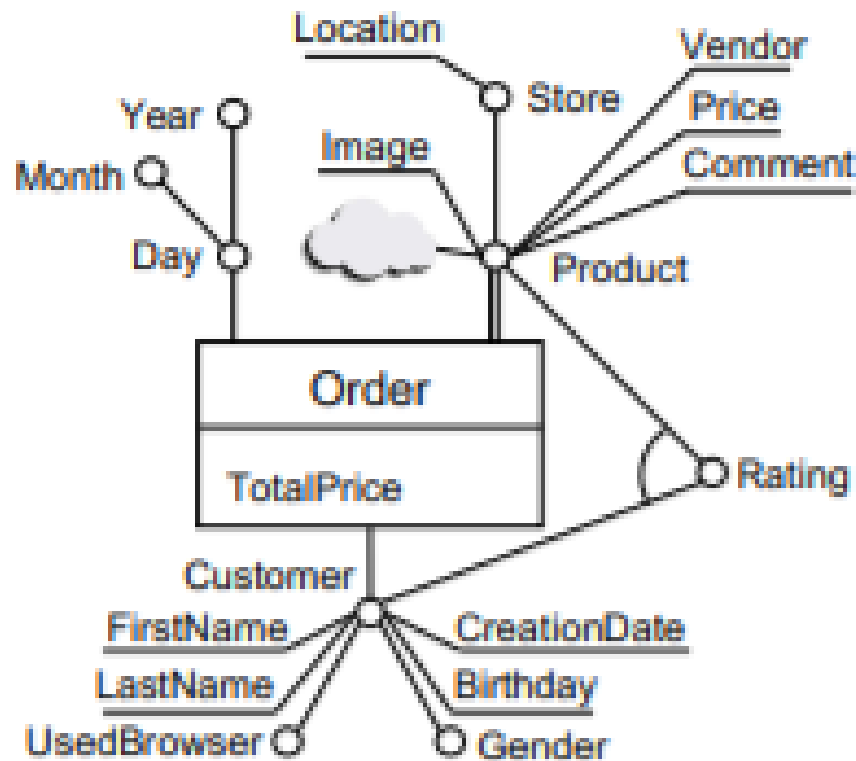 Location
Vendor
Year
Store
Price
Image
Comment
Month
Day
Product
Order
TotalPrice
Rating
Customer
FirstName
CreationDate
LastName
Birthday
UsedBrowser
Gender